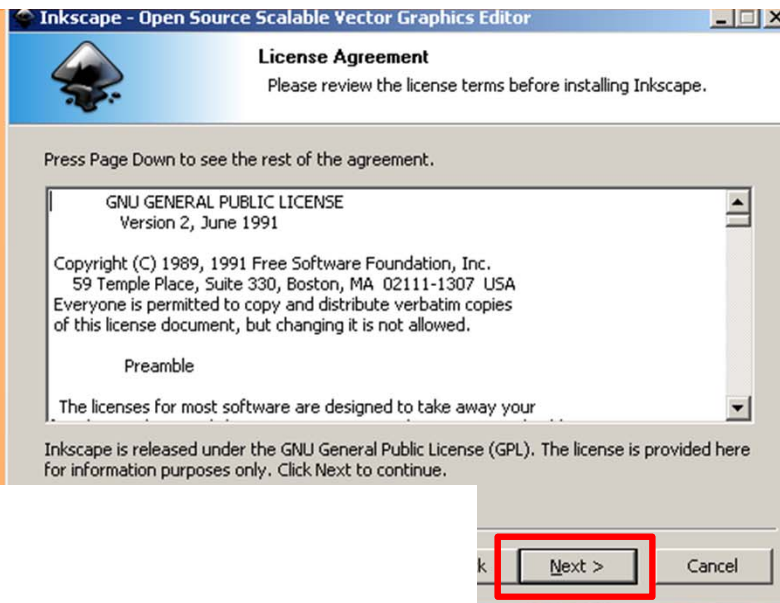 Inkscape - Open Source Scalable Vector Graphics Editor
License Agreement
Please review the license terms before installing Inkscape.
Press Page Down to see the rest of the agreement.
GNU GENERAL PUBLIC LICENSE
Version 2, June 1991
Copyright (C) 1989, 1991 Free Software Foundation, Inc.
59 Temple Place, Suite 330, Boston, MA 02111-1307 USA
Everyone is permitted to copy and distribute verbatim copies
of this license document, but changing it is not allowed.
Preamble
The licenses for most software are designed to take away your
Inkscape is released under the GNU General Public License (GPL). The license is provided here
for information purposes only. Click Next to continue.
k
Next >
Cancel